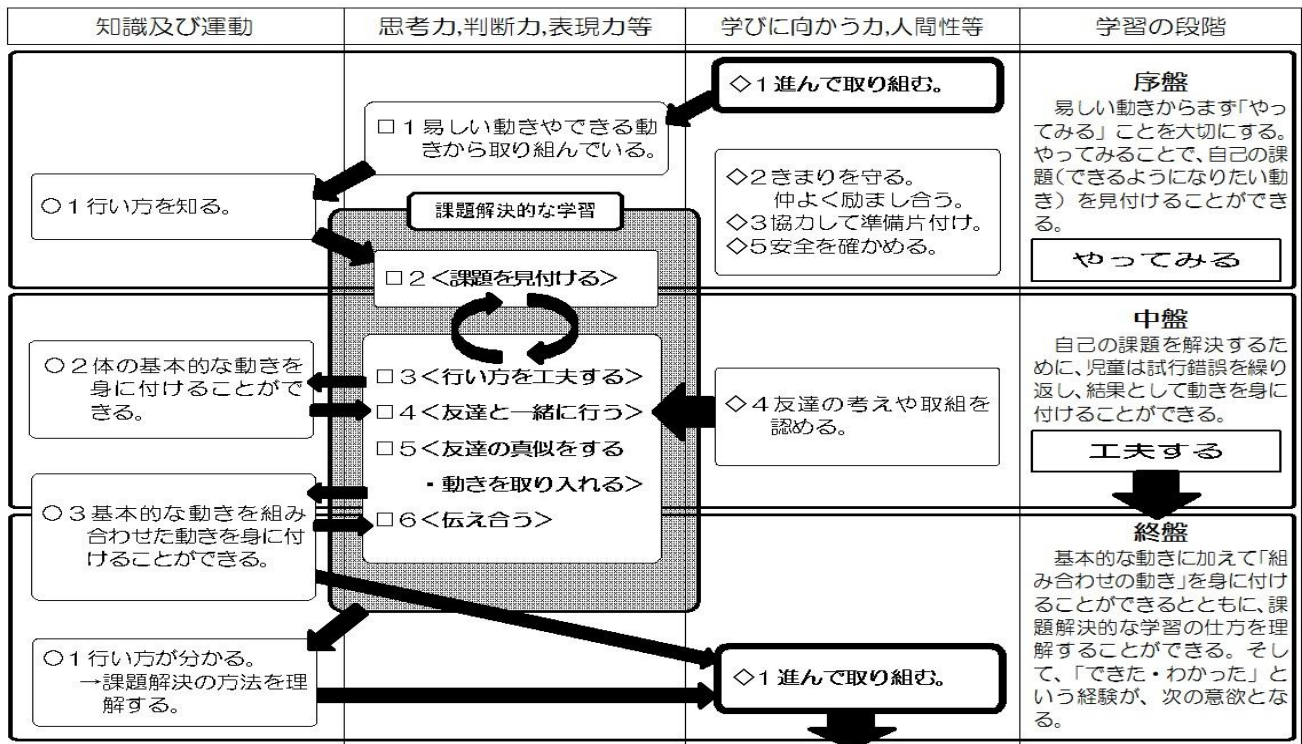 知識及び運動
思考力,判断力,表現力等
学びに向かう力,人間性等
学習の段階
◇1進んで取り組む。
□1易しい動きやできる動
きから取り組んでいる。
○1行い方を知る。
課題解決的な学習
□2<課題を見付ける>
◇2きまりを守る。
仲よく励まし合う。
◇3協力して準備片付け。
◇5安全を確かめる。
序盤
易しい動きからまず「やっ
てみる」ことを大切にする。
やってみることで、自己の課
題(できるようになりたい動
き)を見付けることができ
る。
やってみる
○2体の基本的な動きを
身に付けることがで
きる。
□3<行い方を工夫する>
□4<友達と一緒に行う>
□5<友達の真似をする
・動きを取り入れる>
□6<伝え合う>
◇4友達の考えや取組を
認める。
中盤
自己の課題を解決するた
めに、児童は試行錯誤を繰り
返し、結果として動きを身に
付けることができる。
工夫する
○3基本的な動きを組み
合わせた動きを身に付
けることができる。
○1行い方が分かる。
→課題解決の方法を理
解する。
◇1進んで取り組む。
終盤
基本的な動きに加えて「組
み合わせの動き」を身に付け
ることができるとともに、課
題解決的な学習の仕方を理
解することができる。そし
て、「できた・わかった」と
いう経験が、次の意欲とな
る。